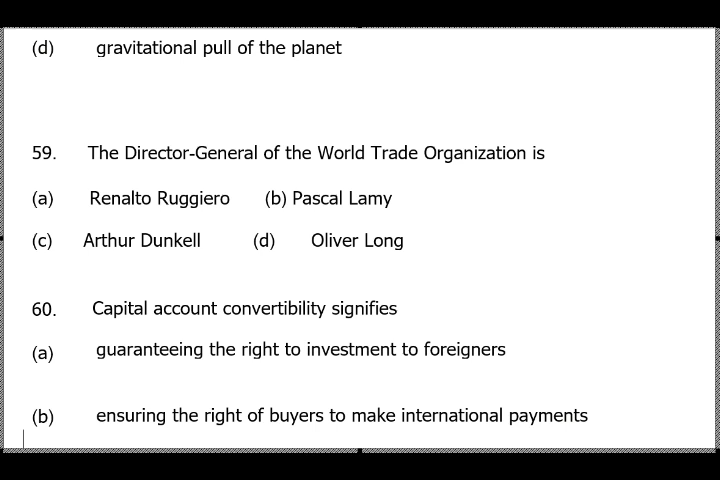 (d) gravitational pull of the planet
59. The Director-General of the World Trade Organization is
(a) Renalto Ruggiero (b) Pascal Lamy
(c) Arthur Dunkell (d) Oliver Long
60. Capital account convertibility signifies
(a) guaranteeing the right to investment to foreigners
(b) ensuring the right of buyers to make international payments